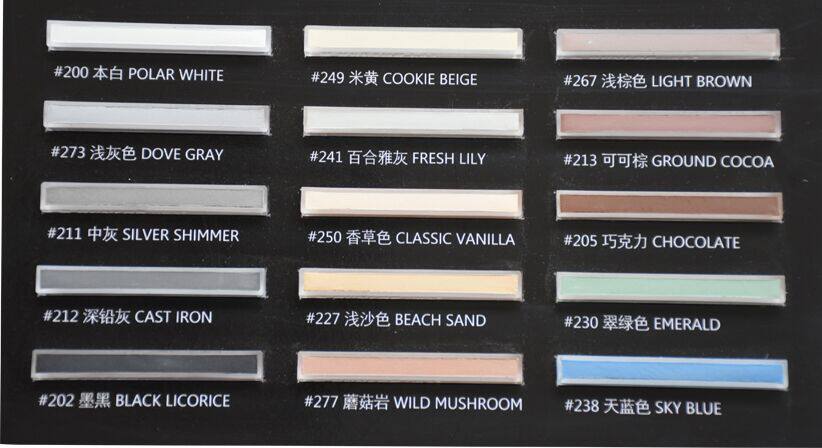 #200 本白 POLAR WHITE
#249 米黄 COOKIE BEIGE
#267 浅棕色 LIGHT BROWN
#273 浅灰色 DOVE GRAY
#241 百合雅灰 FRESH LILY
#213 可可棕 GROUND COCOA
#211 中灰 SILVER SHIMMER
#250 香草色 CLASSIC VANILLA
#205 巧克力 CHOCOLATE
#212 深铅灰 CAST IRON
#227 浅沙色 BEACH SAND
#230 翠绿色 EMERALD
#202 墨黑 BLACK LICORICE
#277 蘑菇岩 WILD MUSHROOM
#238 天蓝色 SKY BLUE